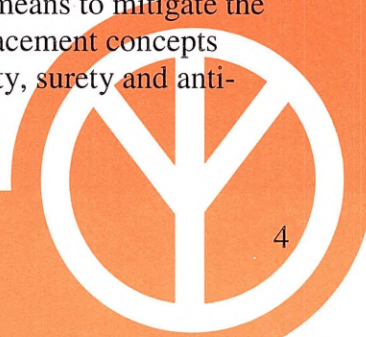 means to mitigate the
acement concepts
ty, surety and anti-
4